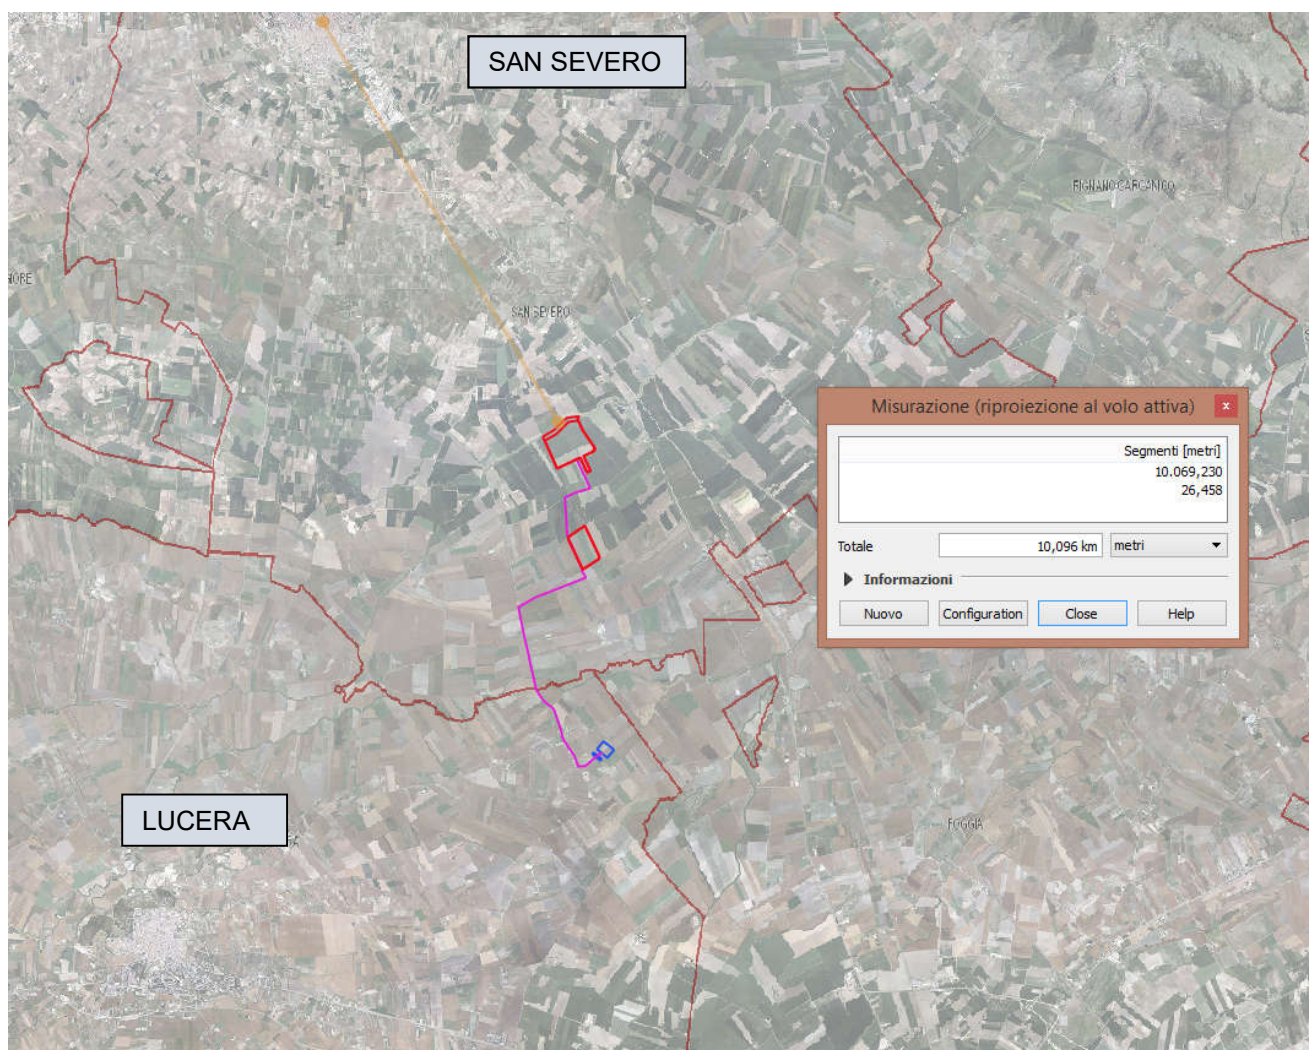 SAN SEVERO
RIGNANO GARGANICO
SAN SEVERO
Misurazione (riproiezione al volo attiva)
x
Segmenti [metri]
10.069,230
26,458
Totale
10,096 km
metri
Informazioni
Nuovo
Configuration
Close
Help
LUCERA
FOGGIA